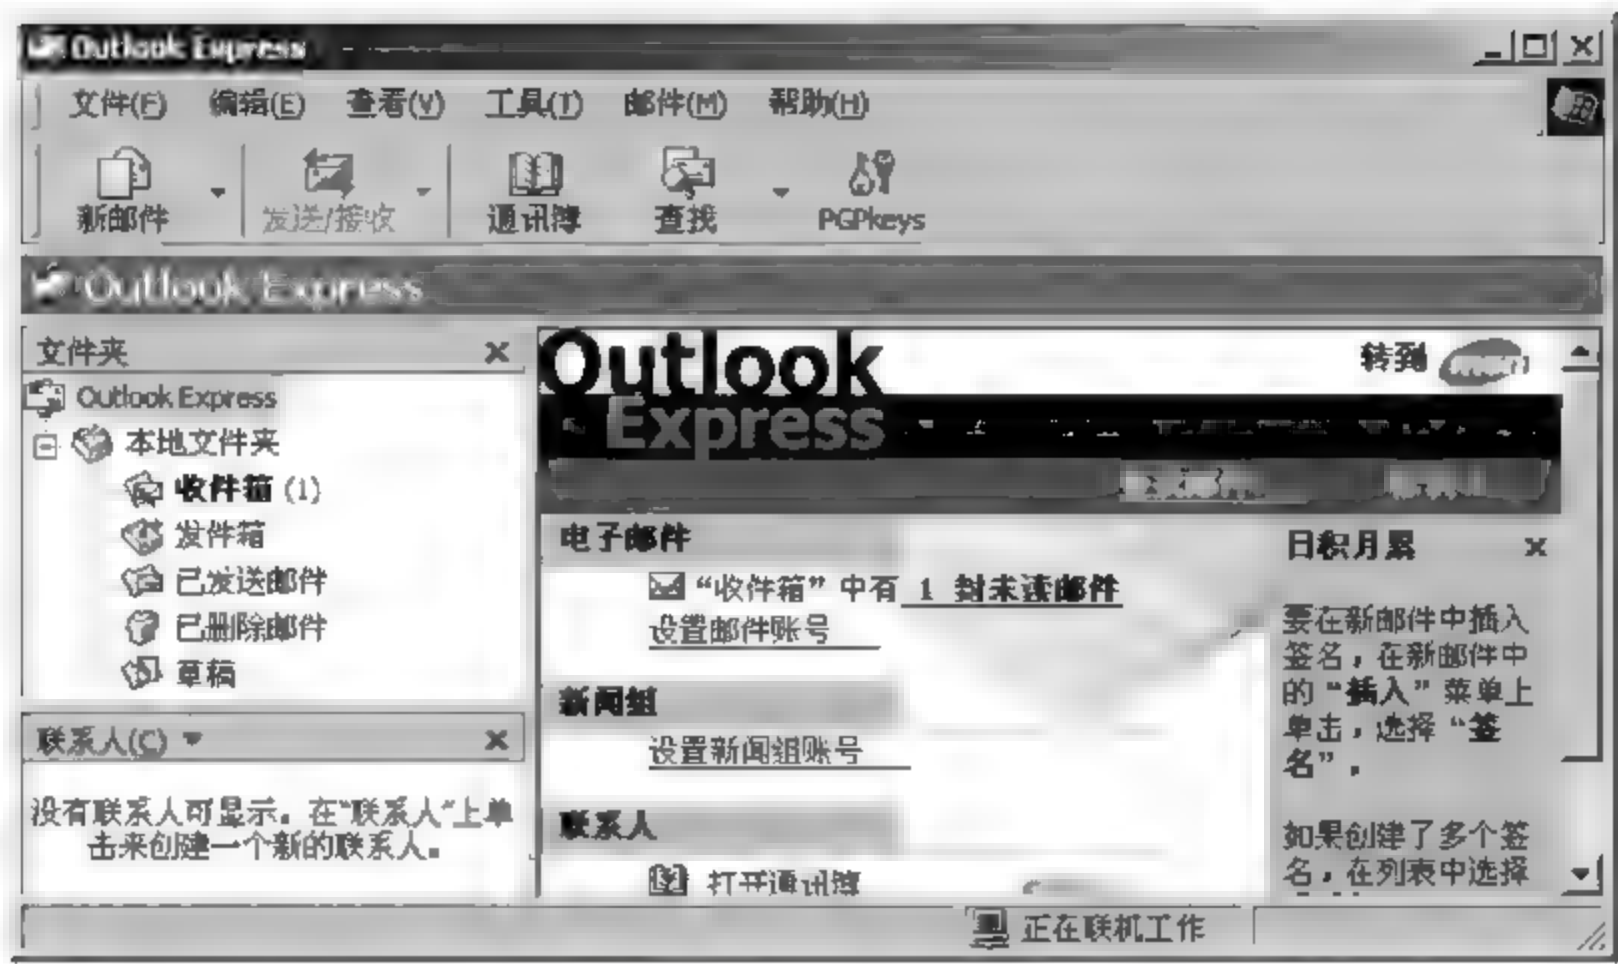 Outlook Express
文件(F) 编辑(E) 查看(V) 工具(T) 邮件(M) 帮助(H)
新邮件 发送/接收 通讯簿 查找 PGPkeys
Outlook Express
文件夹
Outlook Express
本地文件夹
收件箱 (1)
发件箱
已发送邮件
已删除邮件
草稿
联系人(C)
没有联系人可显示。在“联系人”上单
击来创建一个新的联系人。
Outlook
Express
转到
电子邮件
“收件箱”中有 1 封未读邮件
设置邮件账号
新闻组
设置新闻组账号
联系人
打开通讯簿
日积月累
要在新邮件中插入
签名，在新邮件中
的“插入”菜单上
单击，选择“签
名”。
如果创建了多个签
名，在列表中选择
正在联机工作